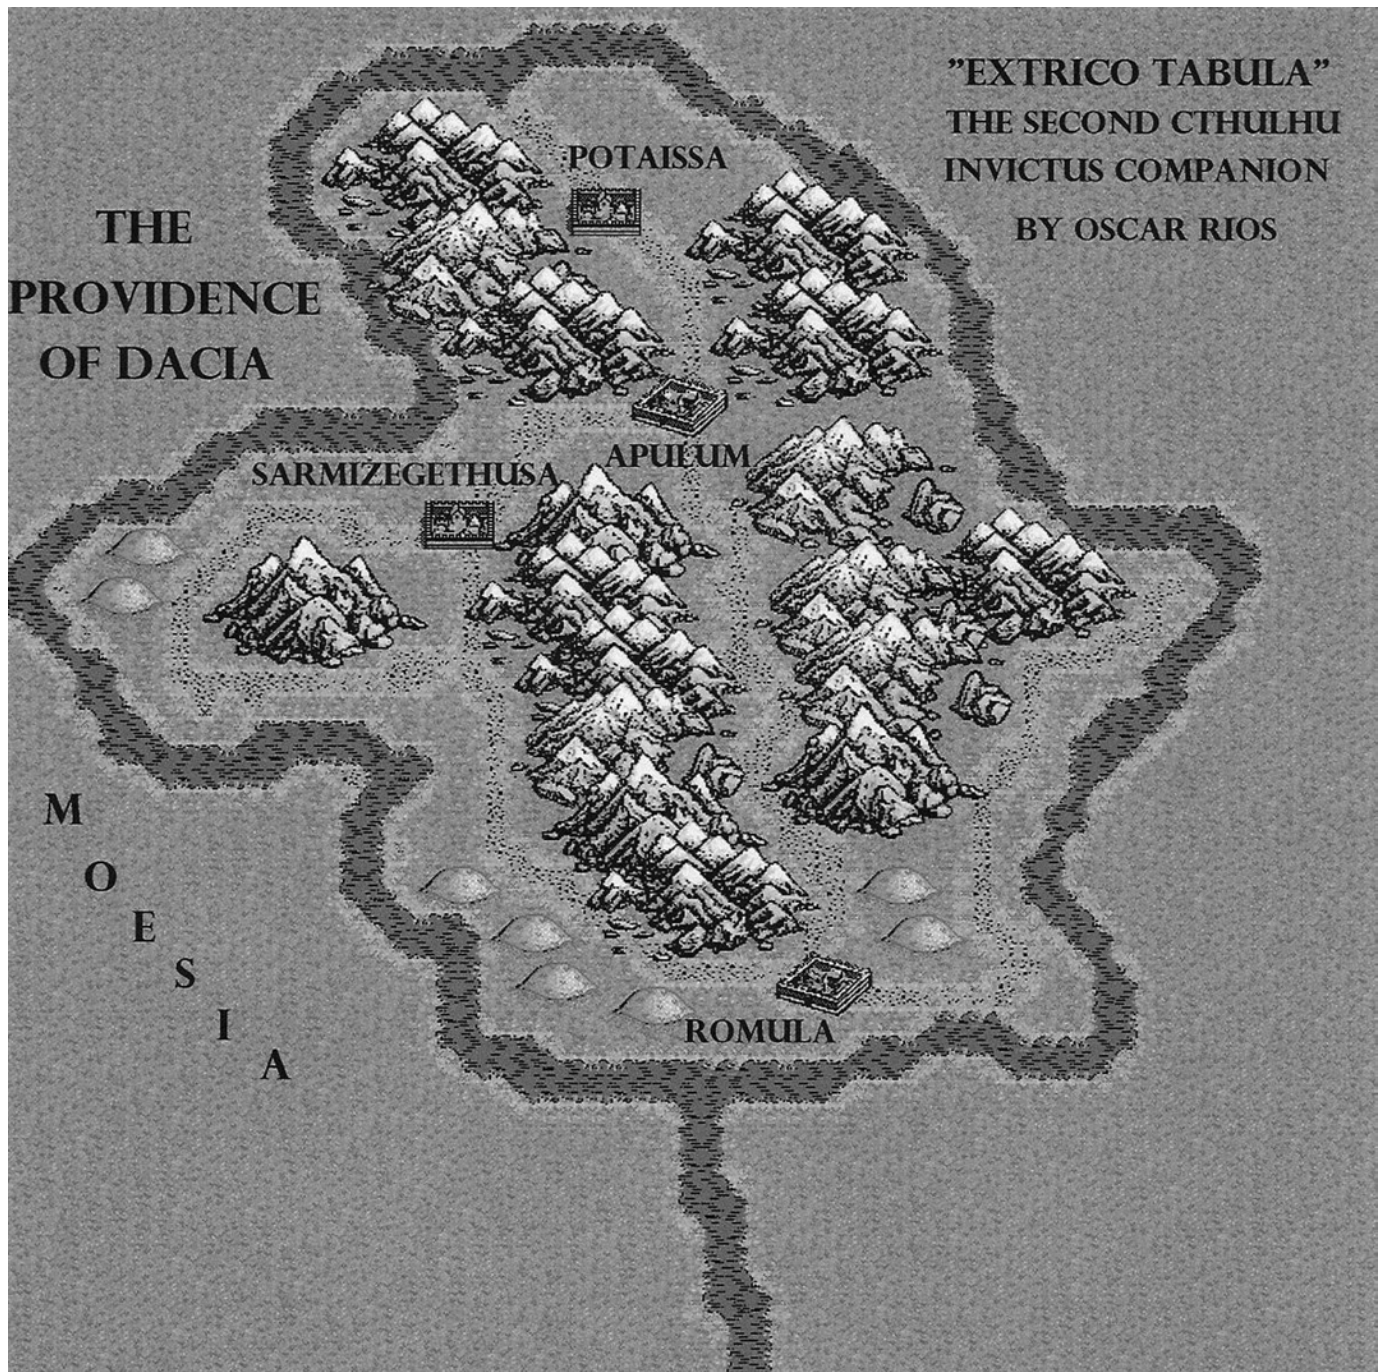 "EXTRICO TABULA"
THE SECOND CTHULHU
INVICTUS COMPANION
BY OSCAR RIOS
THE
PROVIDENCE
OF DACIA
POTAISSA
APULUM
SARMIZEGETHUSA
M
O
E
S
I
A
ROMULA